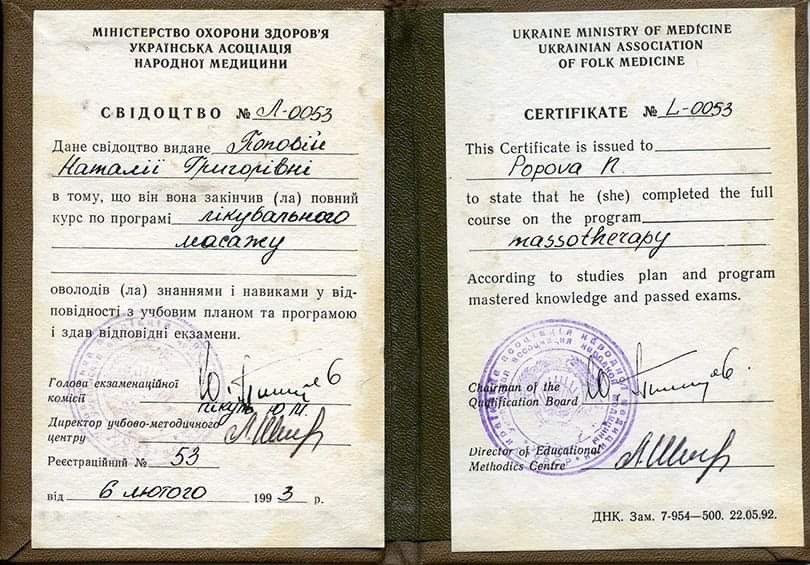 МІНІСТЕРСТВО ОХОРОНИ ЗДОРОВ'Я
УКРАЇНСЬКА АСОЦІАЦІЯ
НАРОДНОЇ МЕДИЦИНИ
СВІДОЦТВО № Л-0053
Дане свідоцтво видане Поповій
Наталії Григорівні
в тому, що він вона закінчив (ла) повний
курс по програмі лікувального
масажу
оволодів (ла) знаннями і навиками у від-
повідності з учбовим планом та програмою
і здав відповідні екзамени.
Голова екзаменаційної
комісії
Директор учбово-методичного
центру
Реєстраційний № 53
від 6 лютого 1993 р.
UKRAINE MINISTRY OF MEDICINE
UKRAINIAN ASSOCIATION
OF FOLK MEDICINE
CERTIFIKATE № L-0053
This Certificate is issued to
Popova N.
to state that he (she) completed the full
course on the program
massotherapy
According to studies plan and program
mastered knowledge and passed exams.
Chairman of the
Qualification Board
Director of Educational
Methodics Centre
ДНК. Зам. 7-954—500. 22.05.92.